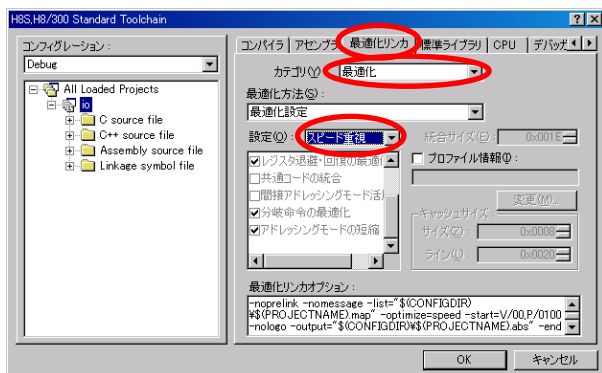 H8S,H8/300 Standard Toolchain
コンフィグレーション：
Debug
All Loaded Projects
io
C source file
C++ source file
Assembly source file
Linkage symbol file
コンパイラ アセンブラ 最適化リンカ 標準ライブラリ CPU デバッガ
カテゴリ(Y)： 最適化
最適化方法(S)：
最適化設定
設定(O)： スピード重視
統合サイズ(E)： 0x001E
レジスタ退避・回復の最適化
共通コードの統合
間接アドレッシングモード活
分岐命令の最適化
アドレッシングモードの短縮
プロファイル情報(I)：
変更(M)...
キャッシュサイズ：
サイズ(Z)： 0x0008
ライン(L)： 0x0020
最適化リンカオプション：
-noprelink -nomessage -list="$(CONFIGDIR)
¥$(PROJECTNAME).map" -optimize=speed -start=V/00,P/0100
-nologo -output="$(CONFIGDIR)¥$(PROJECTNAME).abs" -end
OK キャンセル